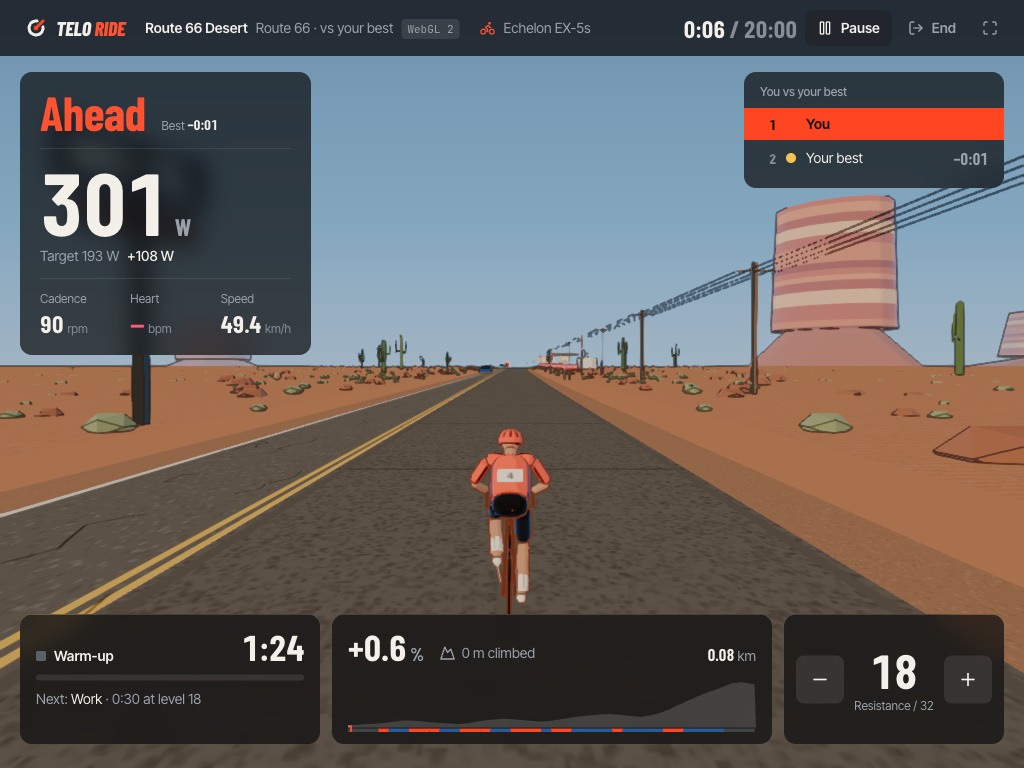 TELO RIDE Route 66 Desert Route 66 · vs your best WebGL 2 Echelon EX-5s 0:06 / 20:00 Pause End
Ahead Best −0:01
301 W
Target 193 W +108 W
Cadence Heart Speed
90 rpm – bpm 49.4 km/h
You vs your best
1 You
2 Your best −0:01
4
Warm-up 1:24
Next: Work · 0:30 at level 18
+0.6 % 0 m climbed 0.08 km
− 18 +
Resistance / 32